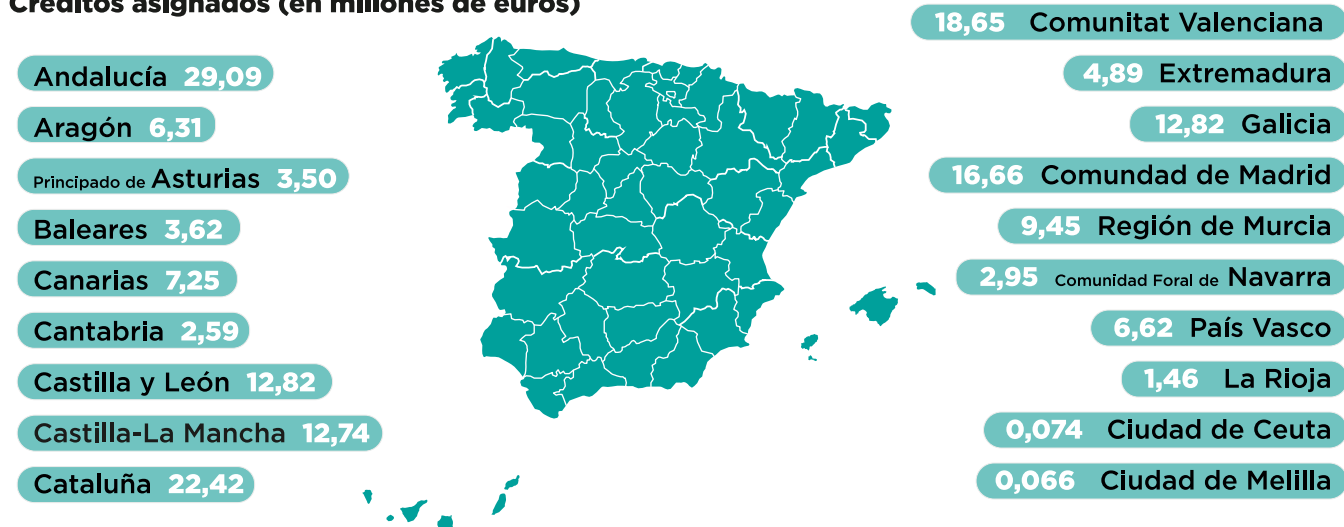 Créditos asignados (en millones de euros)
Andalucía 29,09
Aragón 6,31
Principado de Asturias 3,50
Baleares 3,62
Canarias 7,25
Cantabria 2,59
Castilla y León 12,82
Castilla-La Mancha 12,74
Cataluña 22,42
18,65 Comunitat Valenciana
4,89 Extremadura
12,82 Galicia
16,66 Comundad de Madrid
9,45 Región de Murcia
2,95 Comunidad Foral de Navarra
6,62 País Vasco
1,46 La Rioja
0,074 Ciudad de Ceuta
0,066 Ciudad de Melilla